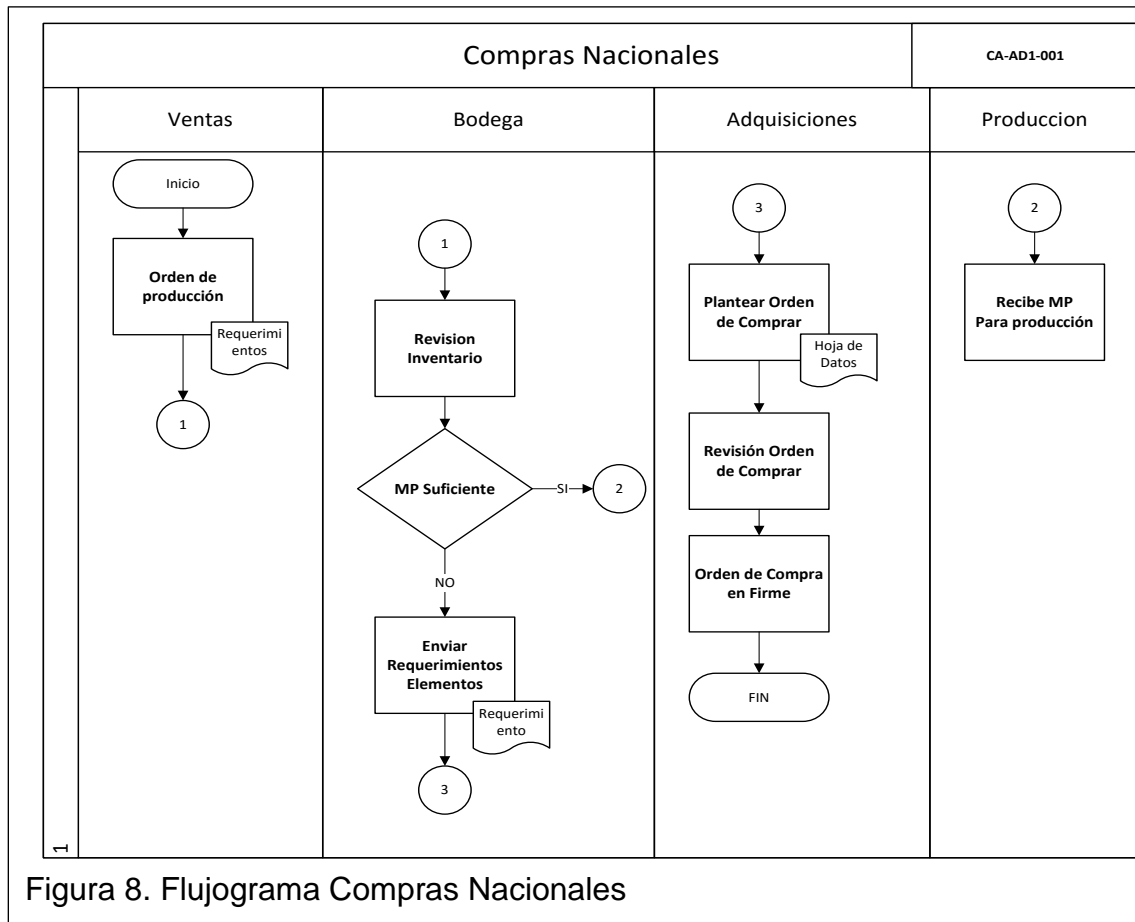 Compras Nacionales
CA-AD1-001
Ventas
Bodega
Adquisiciones
Produccion
Inicio
Orden de
producción
Requerimi
entos
1
1
Revision
Inventario
MP Suficiente
SI
2
NO
Enviar
Requerimientos
Elementos
Requerimi
ento
3
3
Plantear Orden
de Comprar
Hoja de
Datos
Revisión Orden
de Comprar
Orden de Compra
en Firme
FIN
2
Recibe MP
Para producción
1
Figura 8. Flujograma Compras Nacionales